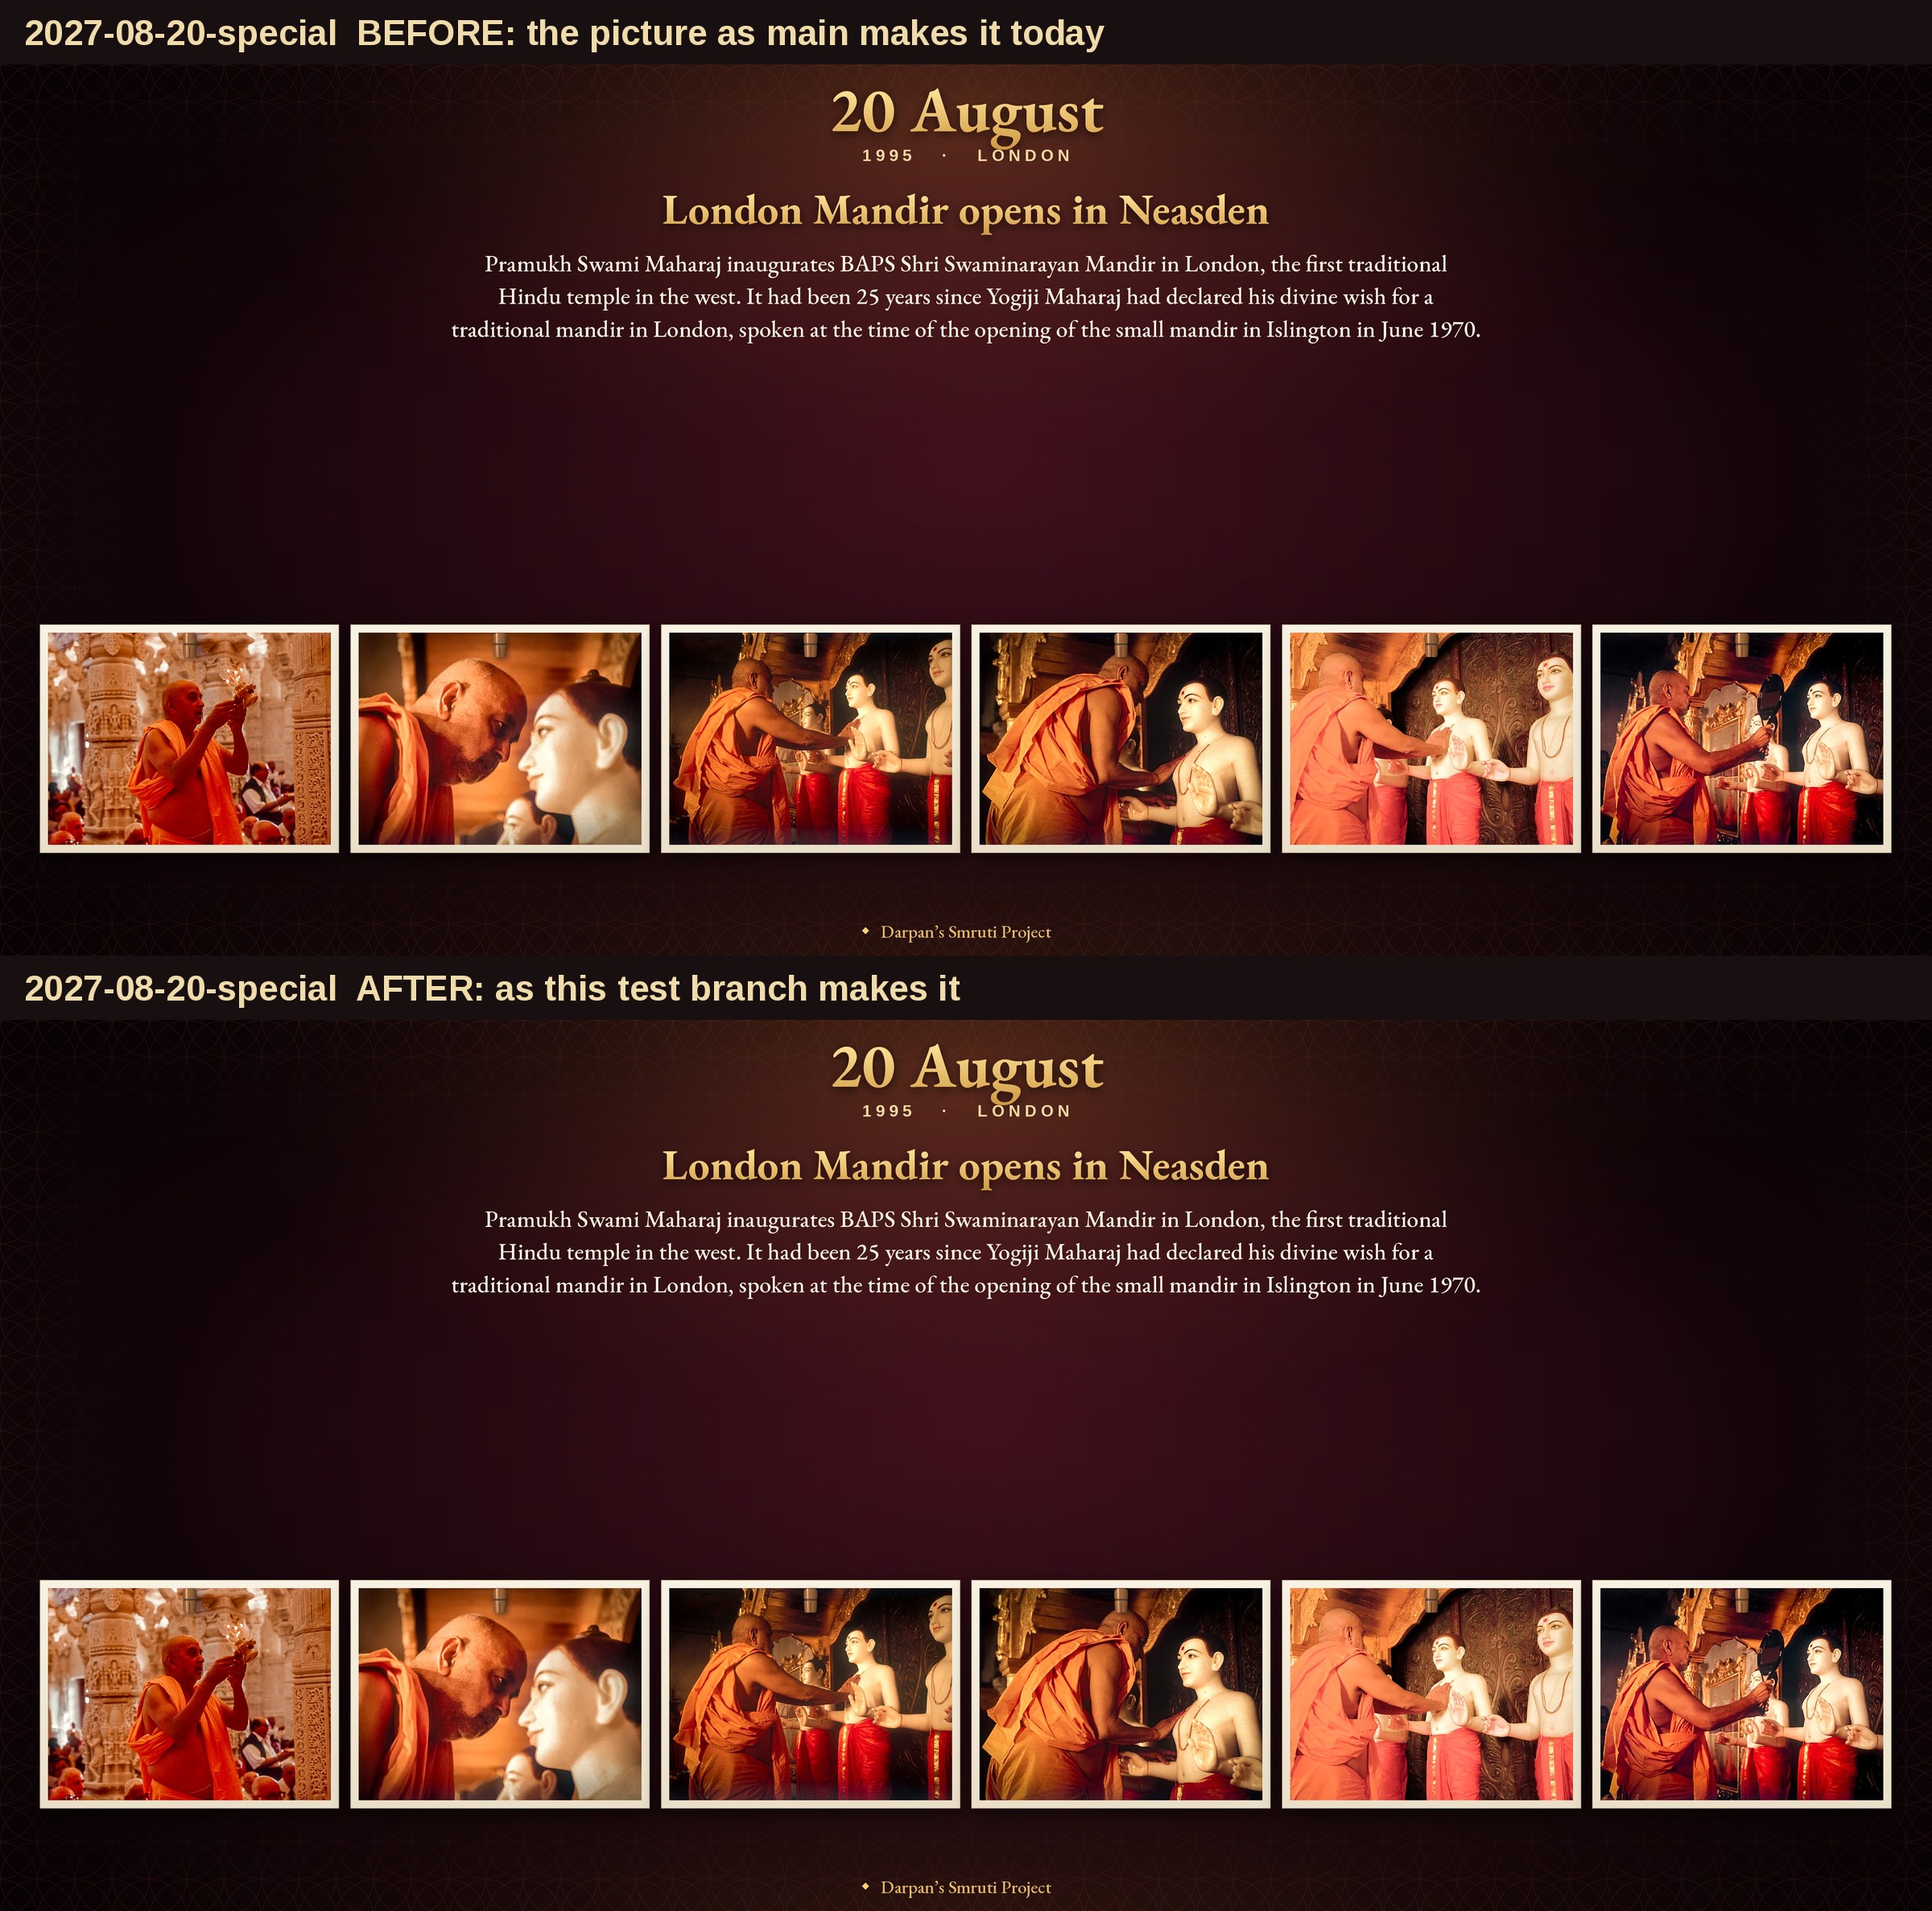 2027-08-20-special BEFORE: the picture as main makes it today
20 August
1995 · LONDON
London Mandir opens in Neasden
Pramukh Swami Maharaj inaugurates BAPS Shri Swaminarayan Mandir in London, the first traditional
Hindu temple in the west. It had been 25 years since Yogiji Maharaj had declared his divine wish for a
traditional mandir in London, spoken at the time of the opening of the small mandir in Islington in June 1970.
Darpan’s Smruti Project
2027-08-20-special AFTER: as this test branch makes it
20 August
1995 · LONDON
London Mandir opens in Neasden
Pramukh Swami Maharaj inaugurates BAPS Shri Swaminarayan Mandir in London, the first traditional
Hindu temple in the west. It had been 25 years since Yogiji Maharaj had declared his divine wish for a
traditional mandir in London, spoken at the time of the opening of the small mandir in Islington in June 1970.
Darpan’s Smruti Project